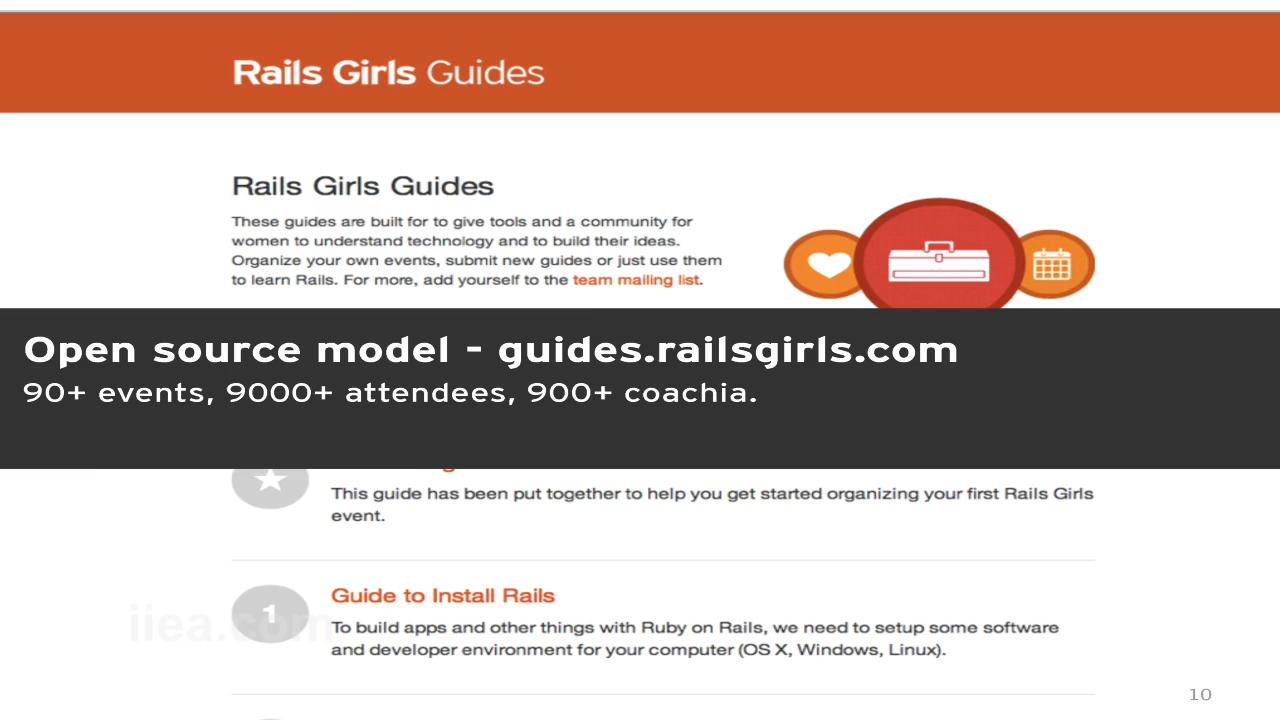 Rails Girls Guides
Rails Girls Guides
These guides are built for to give tools and a community for
women to understand technology and to build their ideas.
Organize your own events, submit new guides or just use them
to learn Rails. For more, add yourself to the team mailing list.
Open source model - guides.railsgirls.com
90+ events, 9000+ attendees, 900+ coachia.
This guide has been put together to help you get started organizing your first Rails Girls
event.
1
Guide to Install Rails
To build apps and other things with Ruby on Rails, we need to setup some software
and developer environment for your computer (OS X, Windows, Linux).
iiea.com
10